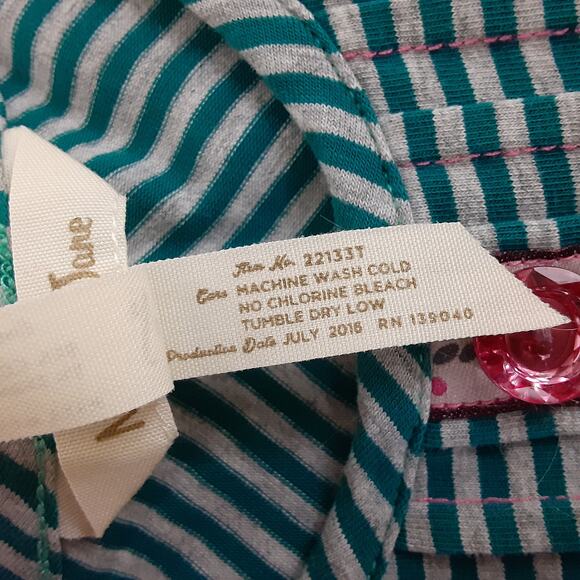 Jane
Item No. 22133T
Care MACHINE WASH COLD
NO CHLORINE BLEACH
TUMBLE DRY LOW
Production Date JULY 2016 RN 139040